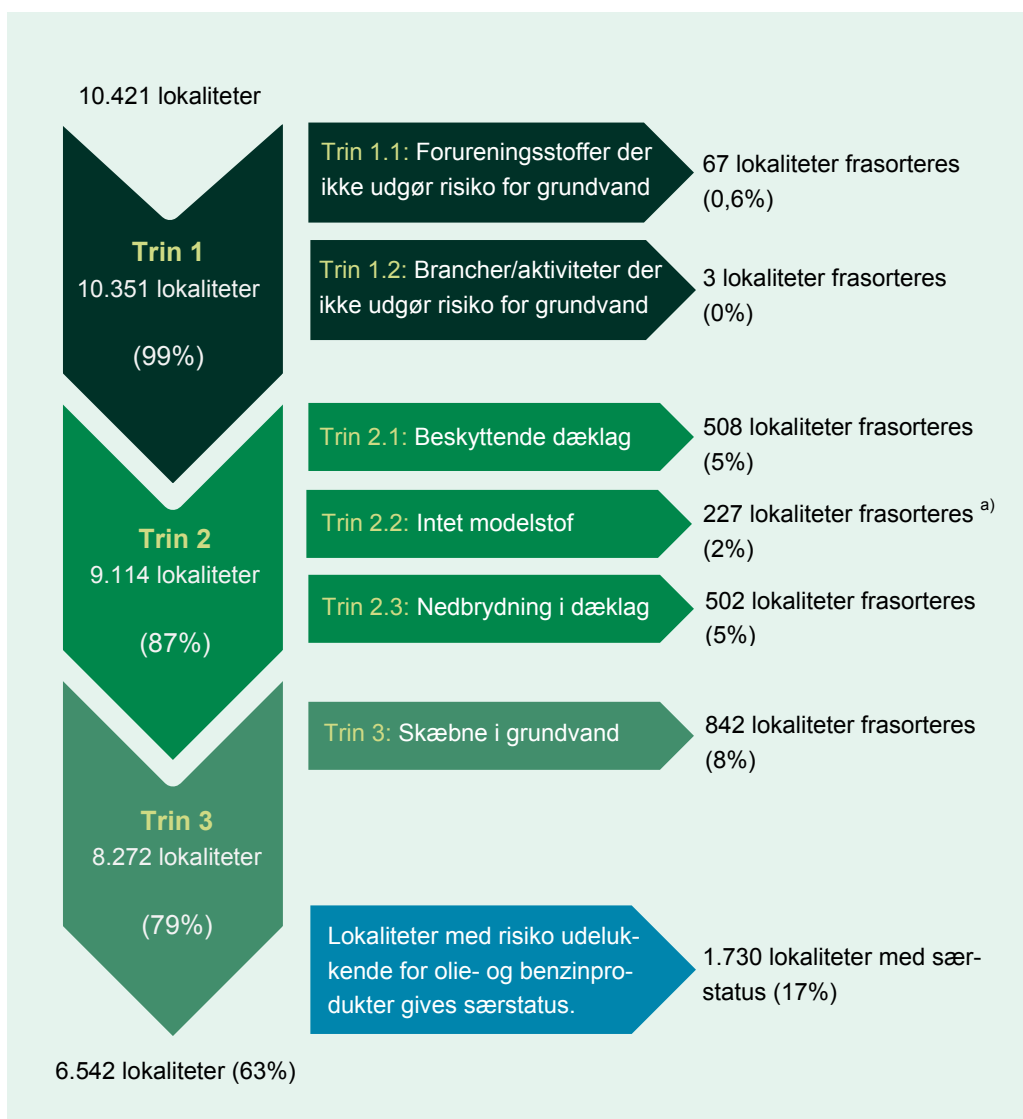 10.421 lokaliteter
Trin 1.1: Forureningsstoffer der
ikke udgør risiko for grundvand
67 lokaliteter frasorteres
(0,6%)
Trin 1
10.351 lokaliteter
(99%)
Trin 1.2: Brancher/aktiviteter der
ikke udgør risiko for grundvand
3 lokaliteter frasorteres
(0%)
Trin 2.1: Beskyttende dæklag
508 lokaliteter frasorteres
(5%)
Trin 2
9.114 lokaliteter
(87%)
Trin 2.2: Intet modelstof
227 lokaliteter frasorteres a)
(2%)
Trin 2.3: Nedbrydning i dæklag
502 lokaliteter frasorteres
(5%)
Trin 3: Skæbne i grundvand
842 lokaliteter frasorteres
(8%)
Trin 3
8.272 lokaliteter
(79%)
Lokaliteter med risiko udeluk-
kende for olie- og benzinpro-
dukter gives særstatus.
1.730 lokaliteter med sær-
status (17%)
6.542 lokaliteter (63%)